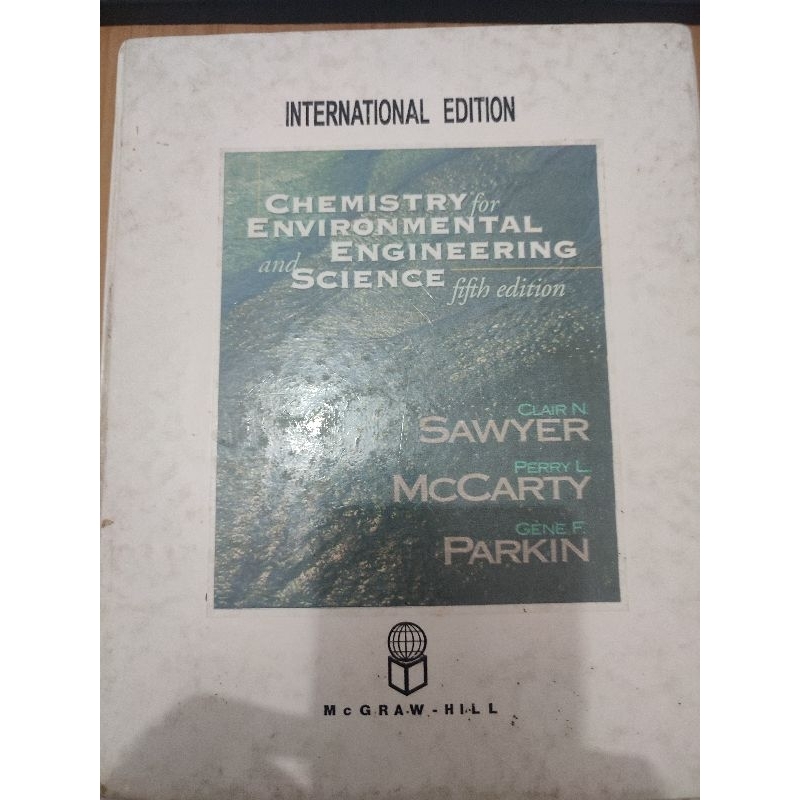 INTERNATIONAL EDITION
CHEMISTRY for
ENVIRONMENTAL
ENGINEERING
and SCIENCE
fifth edition
CLAIR N.
SAWYER
PERRY L.
MCCARTY
GENE F.
PARKIN
McGRAW-HILL